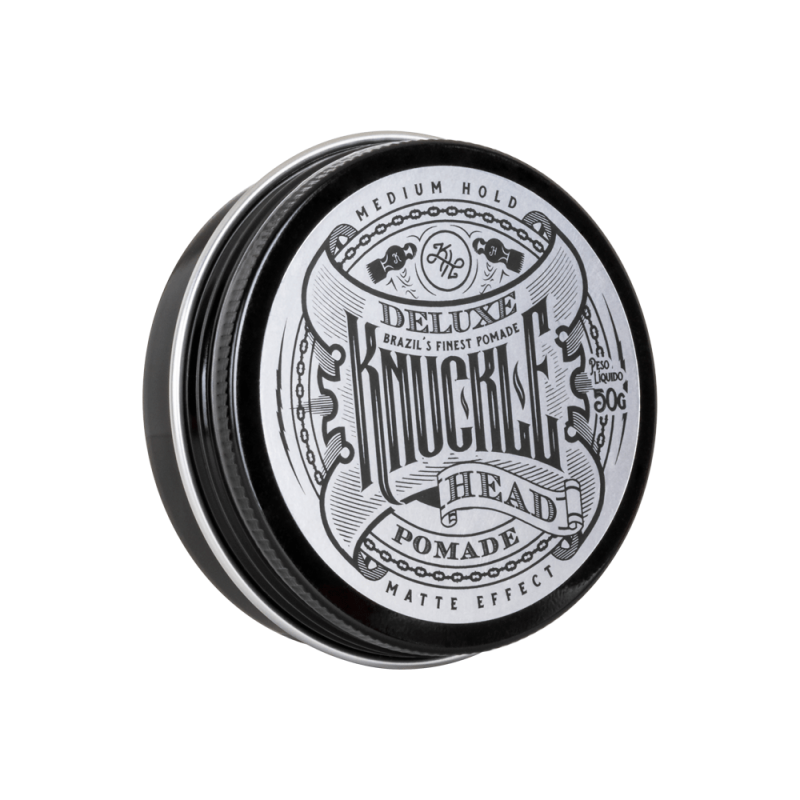 MEDIUM HOLD
KH
K
H
DELUXE
BRAZIL'S FINEST POMADE
KNUCKLE
PESO
LÍQUIDO
50G
HEAD
POMADE
MATTE EFFECT